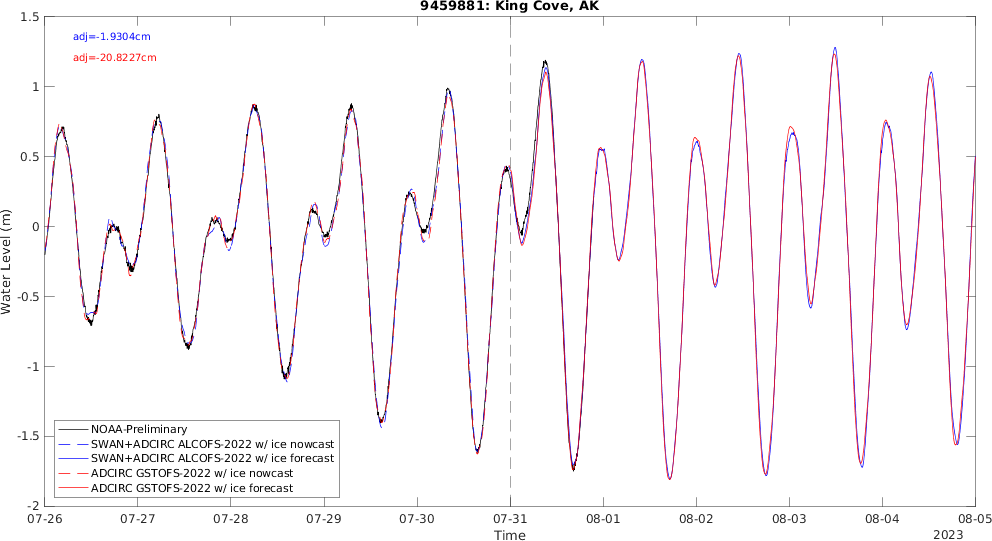 9459881: King Cove, AK
adj=-1.9304cm
adj=-20.8227cm
Water Level (m)
1.5
1
0.5
0
-0.5
-1
-1.5
-2
NOAA-Preliminary
SWAN+ADCIRC ALCOFS-2022 w/ ice nowcast
SWAN+ADCIRC ALCOFS-2022 w/ ice forecast
ADCIRC GSTOFS-2022 w/ ice nowcast
ADCIRC GSTOFS-2022 w/ ice forecast
07-26 07-27 07-28 07-29 07-30 07-31 08-01 08-02 08-03 08-04 08-05
Time
2023